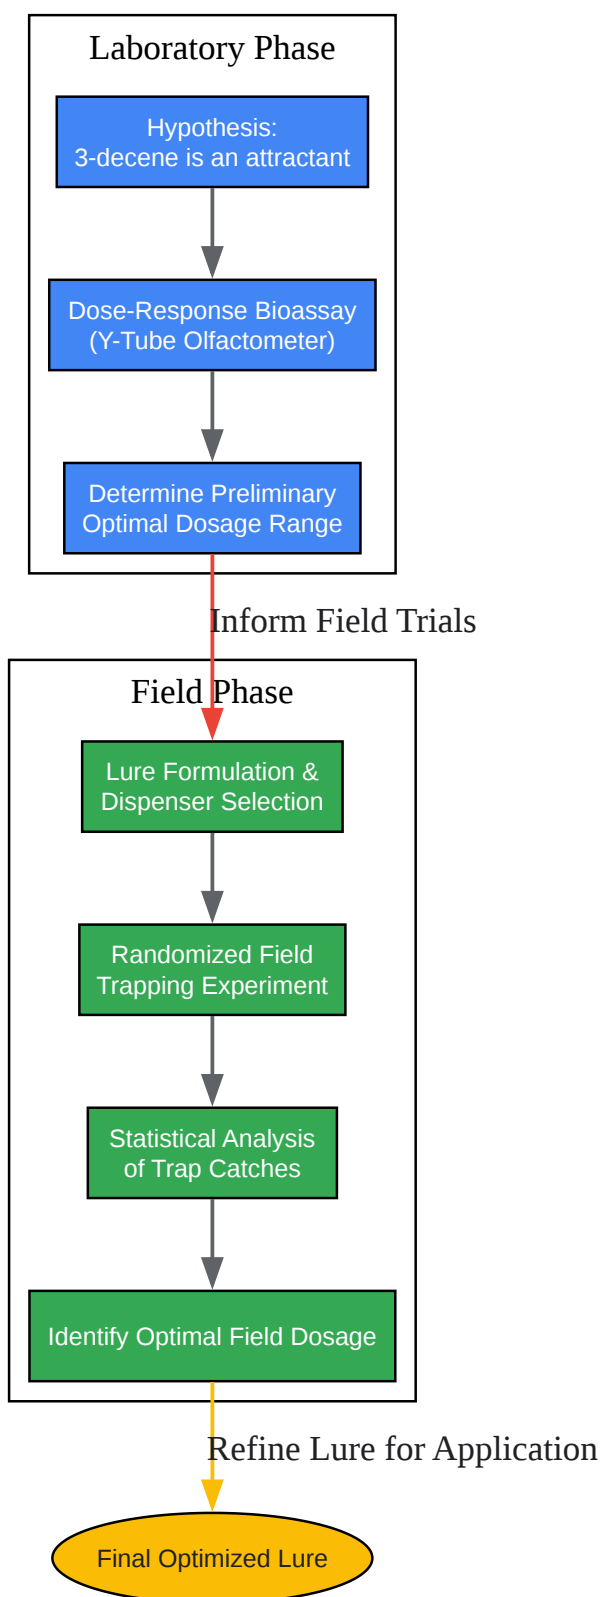 Laboratory Phase
Hypothesis:
3-decene is an attractant
Dose-Response Bioassay
(Y-Tube Olfactometer)
Determine Preliminary
Optimal Dosage Range
Inform Field Trials
Field Phase
Lure Formulation &
Dispenser Selection
Randomized Field
Trapping Experiment
Statistical Analysis
of Trap Catches
Identify Optimal Field Dosage
Refine Lure for Application
Final Optimized Lure